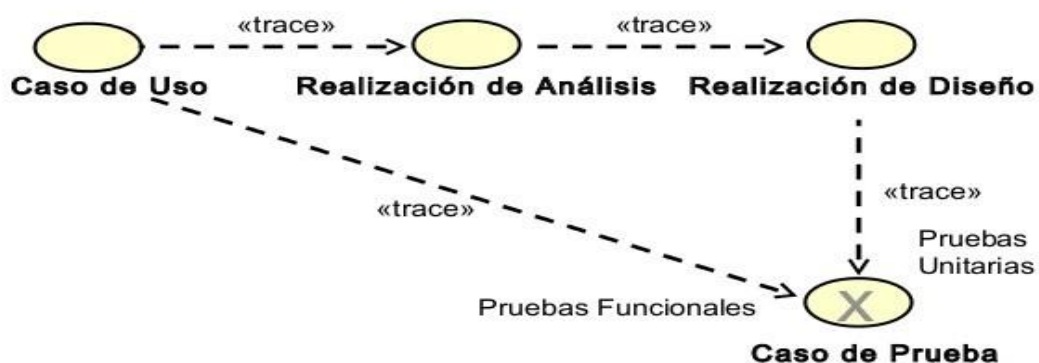 «trace»
«trace»
Caso de Uso
Realización de Análisis
Realización de Diseño
«trace»
«trace»
Pruebas
Unitarias
Pruebas Funcionales
X
Caso de Prueba